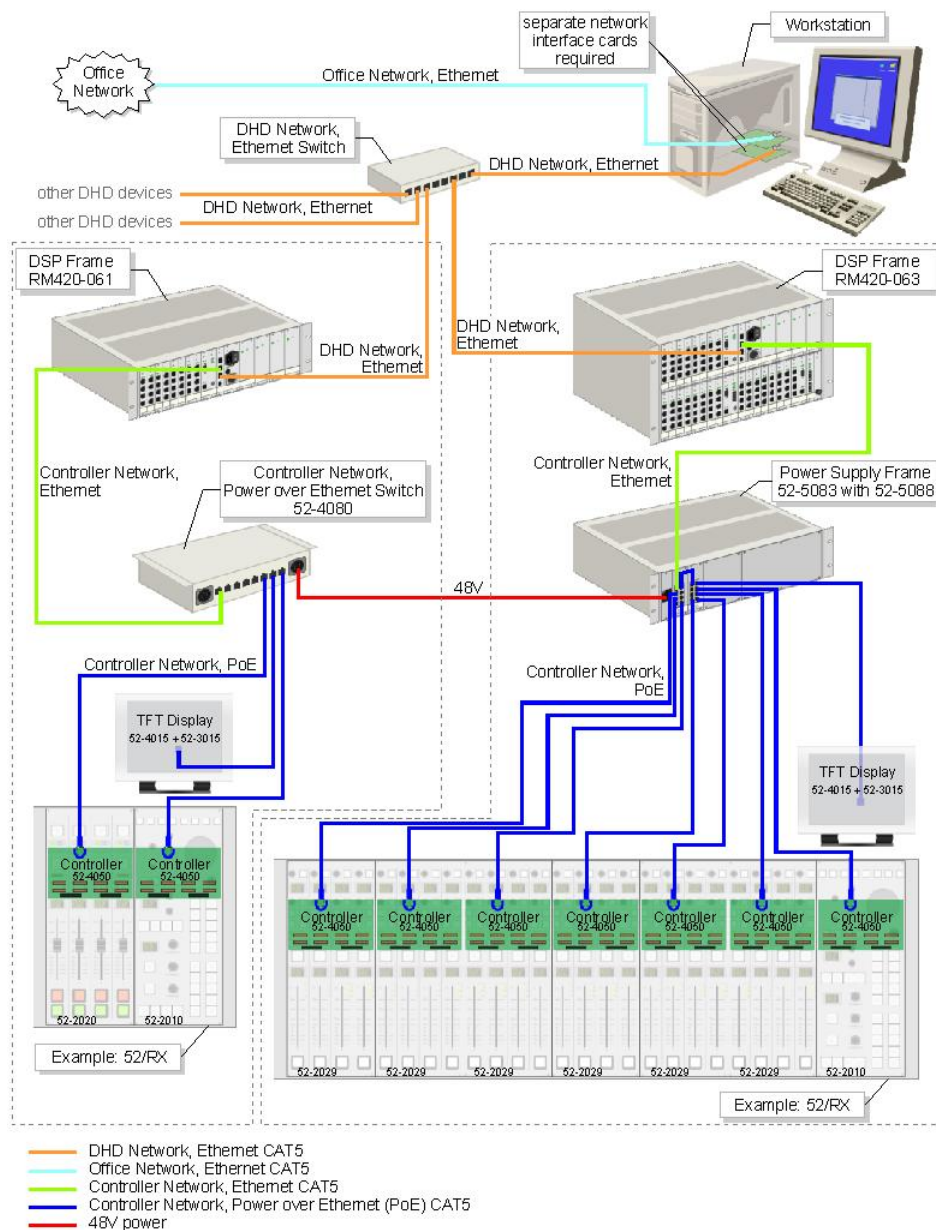 separate network
interface cards
required
Workstation
Office
Network
Office Network, Ethernet
DHD Network,
Ethernet Switch
DHD Network, Ethernet
other DHD devices
DHD Network, Ethernet
other DHD devices
DSP Frame
RM420-061
DSP Frame
RM420-063
DHD Network,
Ethernet
DHD Network,
Ethernet
Controller Network,
Ethernet
Controller Network,
Power over Ethernet Switch
52-4080
Controller Network,
Ethernet
Power Supply Frame
52-5083 with 52-5088
48V
Controller Network, PoE
Controller Network,
PoE
TFT Display
52-4015 + 52-3015
TFT Display
52-4015 + 52-3015
Controller
52-4050
Controller
52-4050
52-2020
52-2010
Example: 52/RX
Controller
52-4050
Controller
52-4050
Controller
52-4050
Controller
52-4050
Controller
52-4050
Controller
52-4050
Controller
52-4050
52-2029
52-2029
52-2029
52-2029
52-2029
52-2029
52-2010
Example: 52/RX
DHD Network, Ethernet CAT5
Office Network, Ethernet CAT5
Controller Network, Ethernet CAT5
Controller Network, Power over Ethernet (PoE) CAT5
48V power